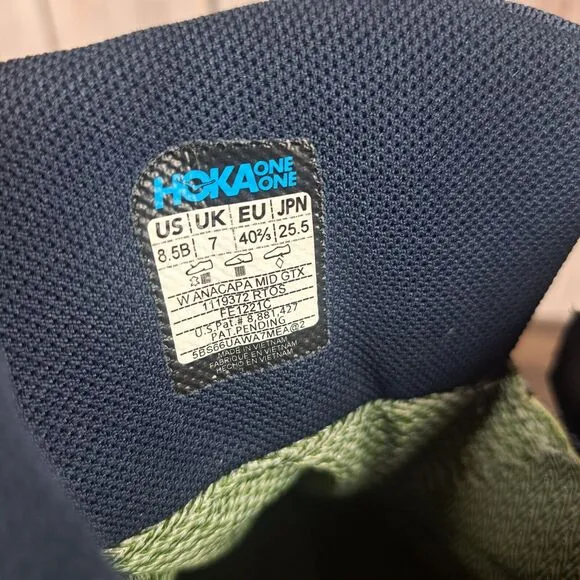 HOKA ONE ONE
US UK EU JPN
8.5B 7 40⅔ 25.5
W ANACAPA MID GTX
1119372 RTOS
FE1221C
U.S.Pat.# 8,881,427
PAT.PENDING
5BS66UAWA7MEA@2
MADE IN VIETNAM
FABRIQUÉ EN VIETNAM
HECHO EN VIETNAM